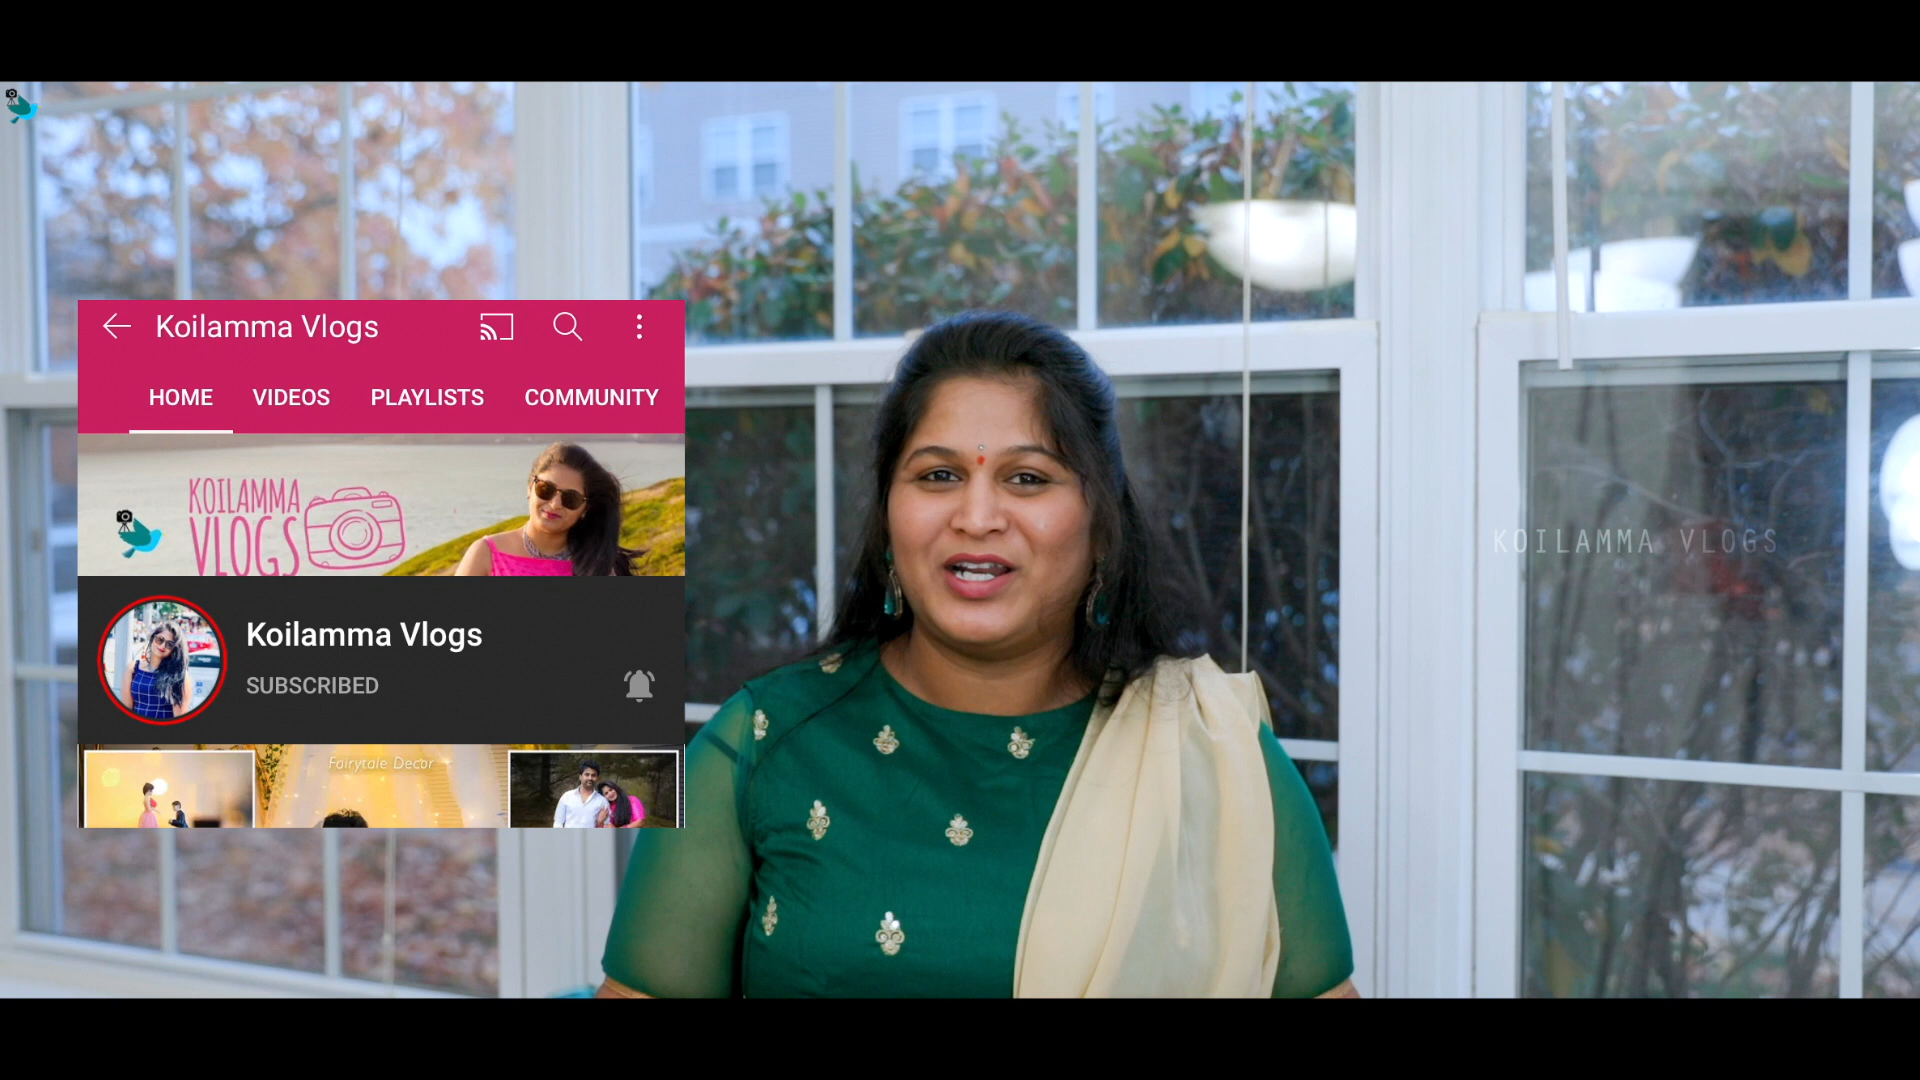 Koilamma Vlogs
HOME VIDEOS PLAYLISTS COMMUNITY
KOILAMMA
VLOGS
Koilamma Vlogs
SUBSCRIBED
Fairytale Decor
KOILAMMA VLOGS